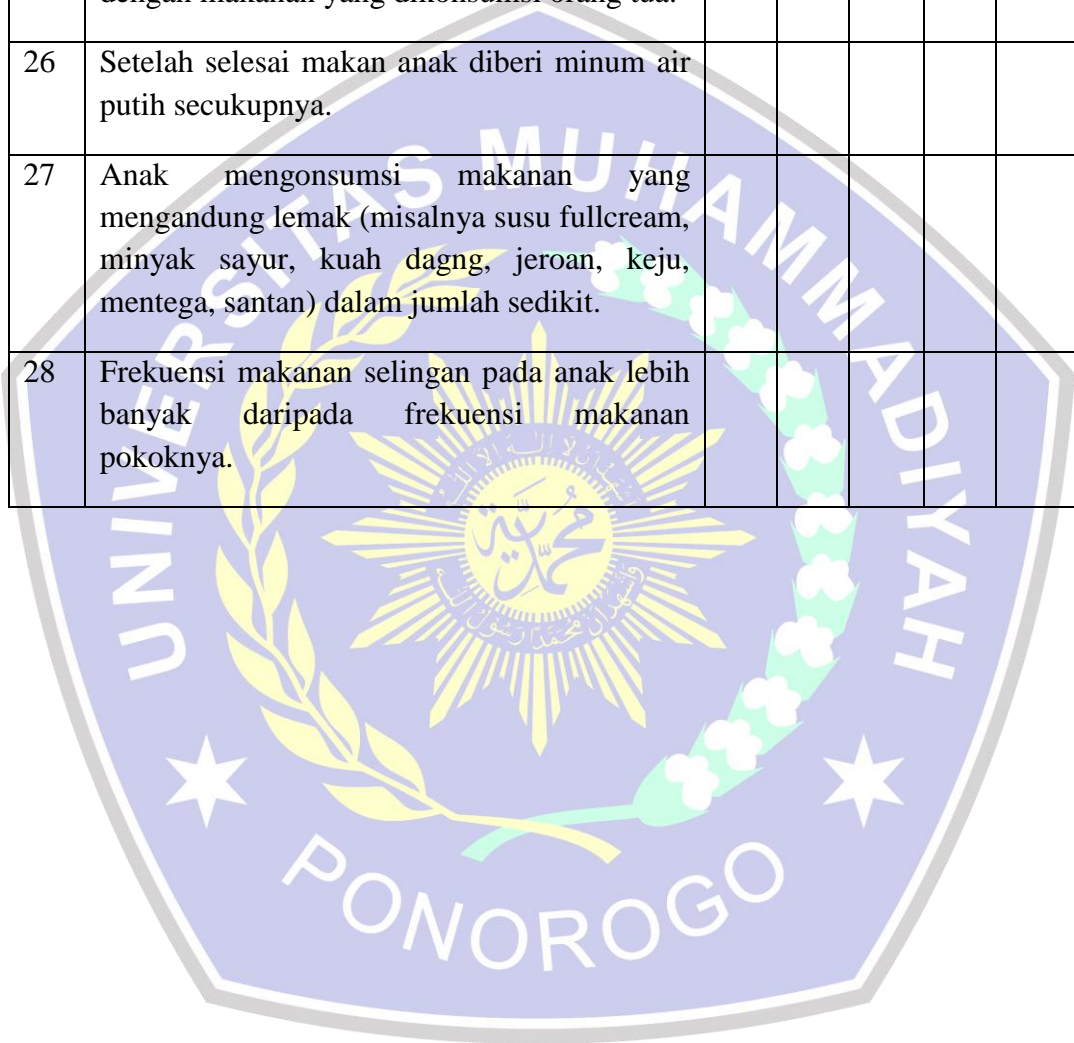 dengan makanan yang dikonsumsi orang tua.
26 Setelah selesai makan anak diberi minum air
putih secukupnya.
27 Anak mengonsumsi makanan yang
mengandung lemak (misalnya susu fullcream,
minyak sayur, kuah dagng, jeroan, keju,
mentega, santan) dalam jumlah sedikit.
28 Frekuensi makanan selingan pada anak lebih
banyak daripada frekuensi makanan
pokoknya.
UNIVERSITAS MUHAMMADIYAH
محمدية
PONOROGO